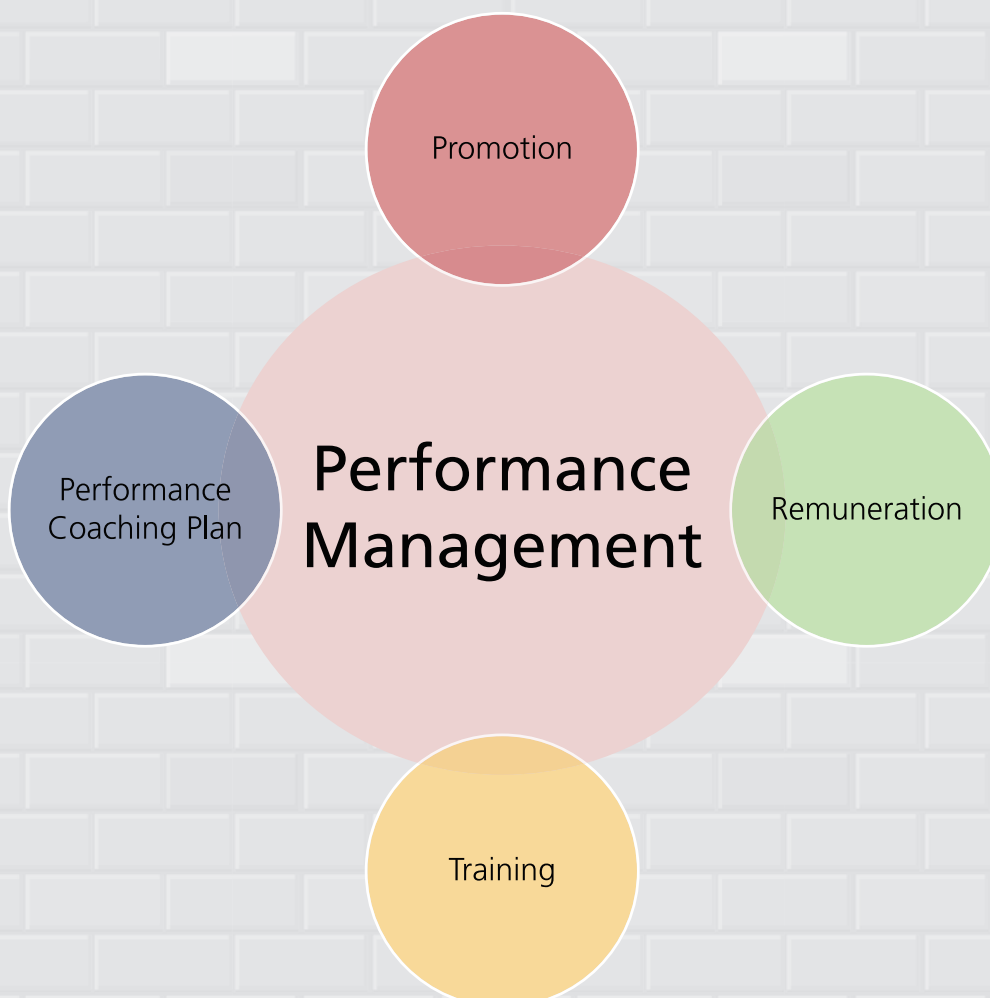 Promotion
Performance
Coaching Plan
Performance
Management
Remuneration
Training